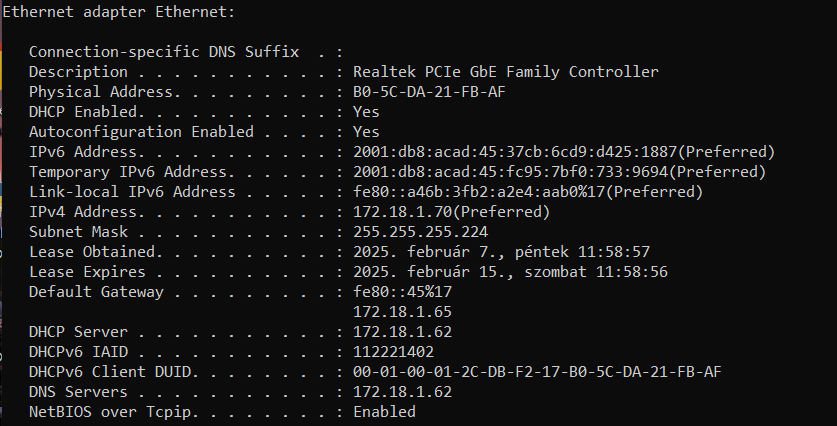 Ethernet adapter Ethernet:
Connection-specific DNS Suffix  . :
Description . . . . . . . . . . . : Realtek PCIe GbE Family Controller
Physical Address. . . . . . . . . : B0-5C-DA-21-FB-AF
DHCP Enabled. . . . . . . . . . . : Yes
Autoconfiguration Enabled . . . . : Yes
IPv6 Address. . . . . . . . . . . : 2001:db8:acad:45:37cb:6cd9:d425:1887(Preferred)
Temporary IPv6 Address. . . . . . : 2001:db8:acad:45:fc95:7bf0:733:9694(Preferred)
Link-local IPv6 Address . . . . . : fe80::a46b:3fb2:a2e4:aab0%17(Preferred)
IPv4 Address. . . . . . . . . . . : 172.18.1.70(Preferred)
Subnet Mask . . . . . . . . . . . : 255.255.255.224
Lease Obtained. . . . . . . . . . : 2025. február 7., péntek 11:58:57
Lease Expires . . . . . . . . . . : 2025. február 15., szombat 11:58:56
Default Gateway . . . . . . . . . : fe80::45%17
172.18.1.65
DHCP Server . . . . . . . . . . . : 172.18.1.62
DHCPv6 IAID . . . . . . . . . . . : 112221402
DHCPv6 Client DUID. . . . . . . . : 00-01-00-01-2C-DB-F2-17-B0-5C-DA-21-FB-AF
DNS Servers . . . . . . . . . . . : 172.18.1.62
NetBIOS over Tcpip. . . . . . . . : Enabled